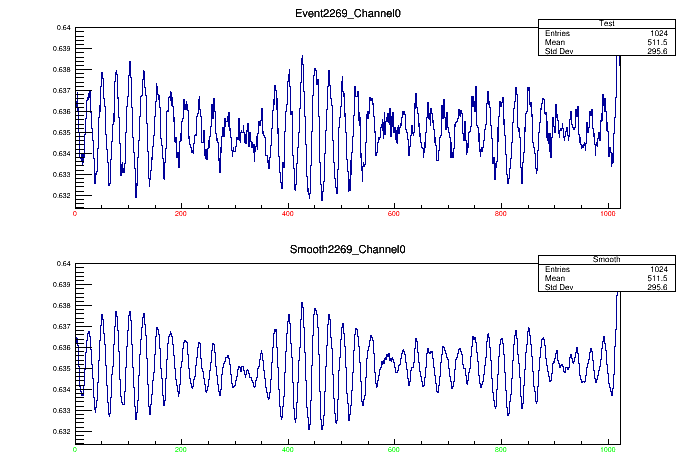 Event2269_Channel0
Test
Entries 1024
Mean 511.5
Std Dev 295.6
0.64
0.639
0.638
0.637
0.636
0.635
0.634
0.633
0.632
0 200 400 600 800 1000
Smooth2269_Channel0
Smooth
Entries 1024
Mean 511.5
Std Dev 295.6
0.64
0.639
0.638
0.637
0.636
0.635
0.634
0.633
0.632
0 200 400 600 800 1000